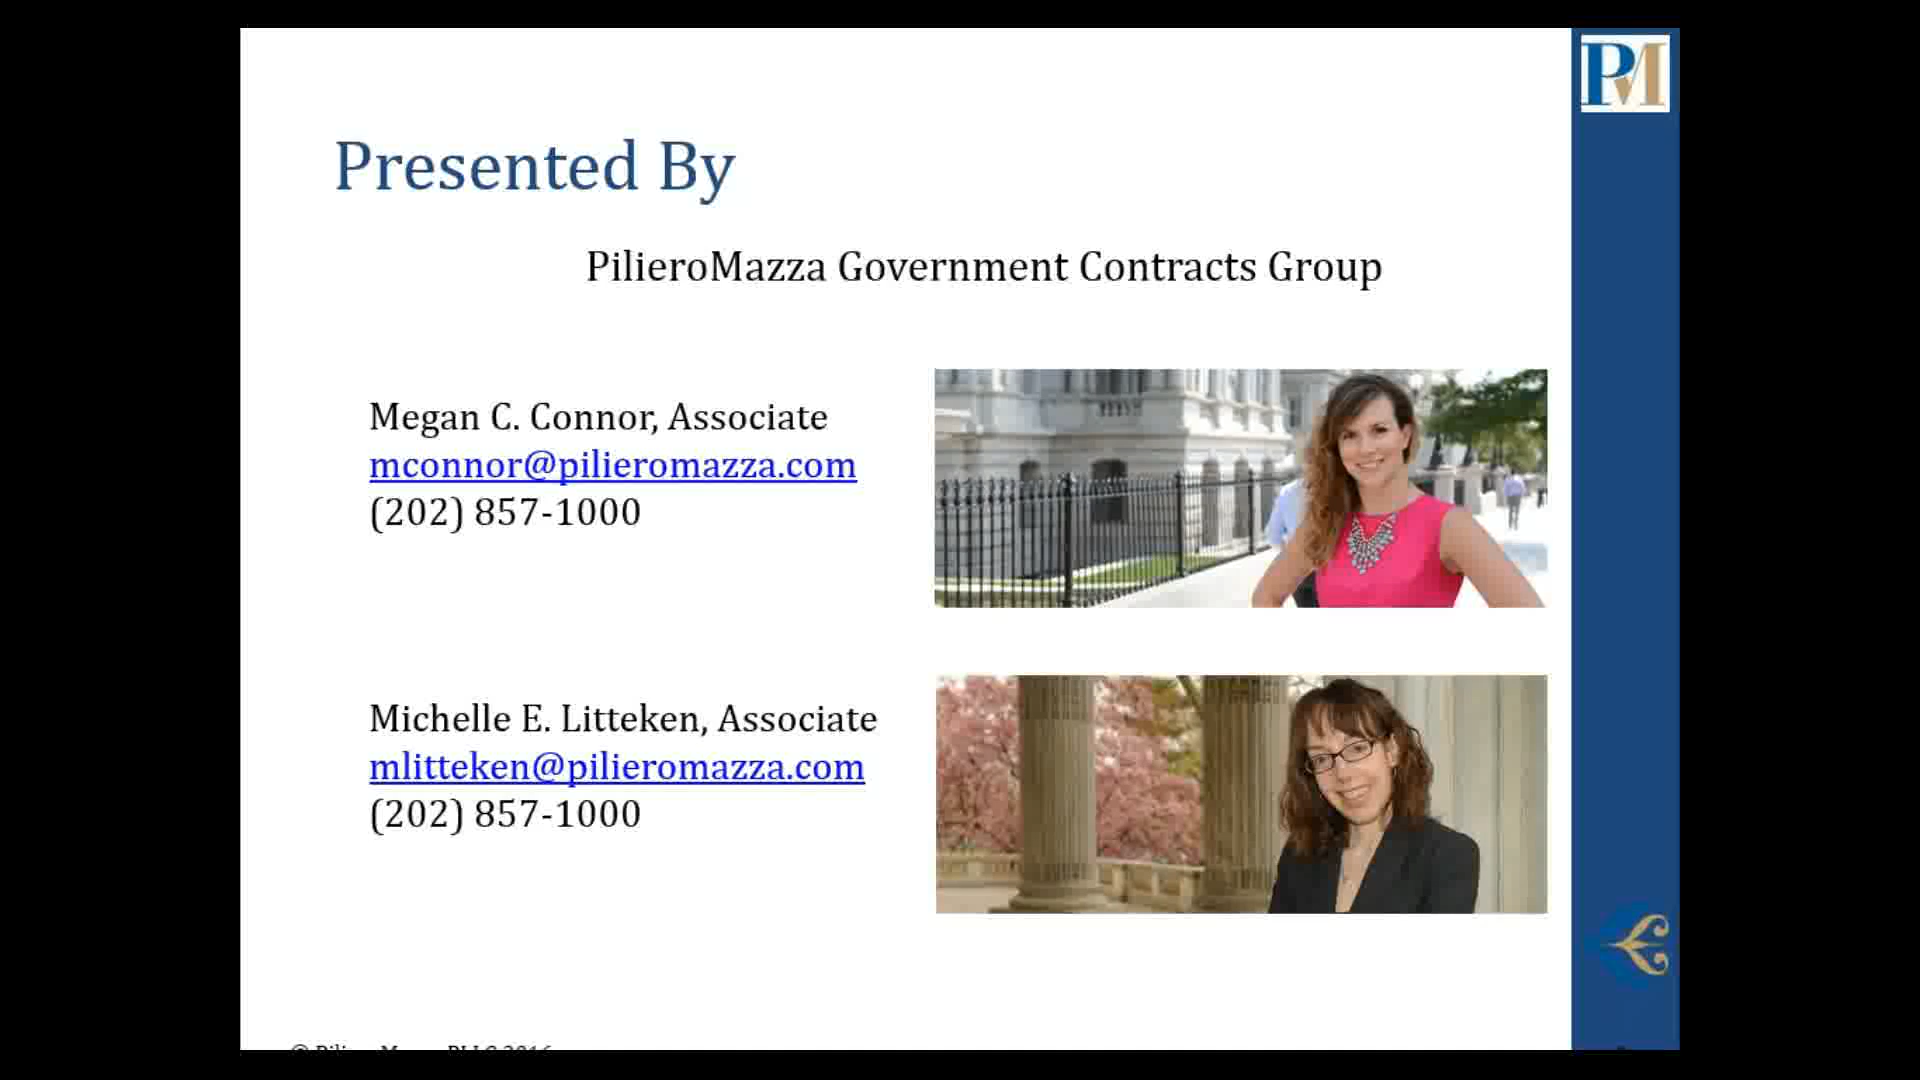 PM
Presented By
PilieroMazza Government Contracts Group
Megan C. Connor, Associate
mconnor@pilieromazza.com
(202) 857-1000
Michelle E. Litteken, Associate
mlitteken@pilieromazza.com
(202) 857-1000